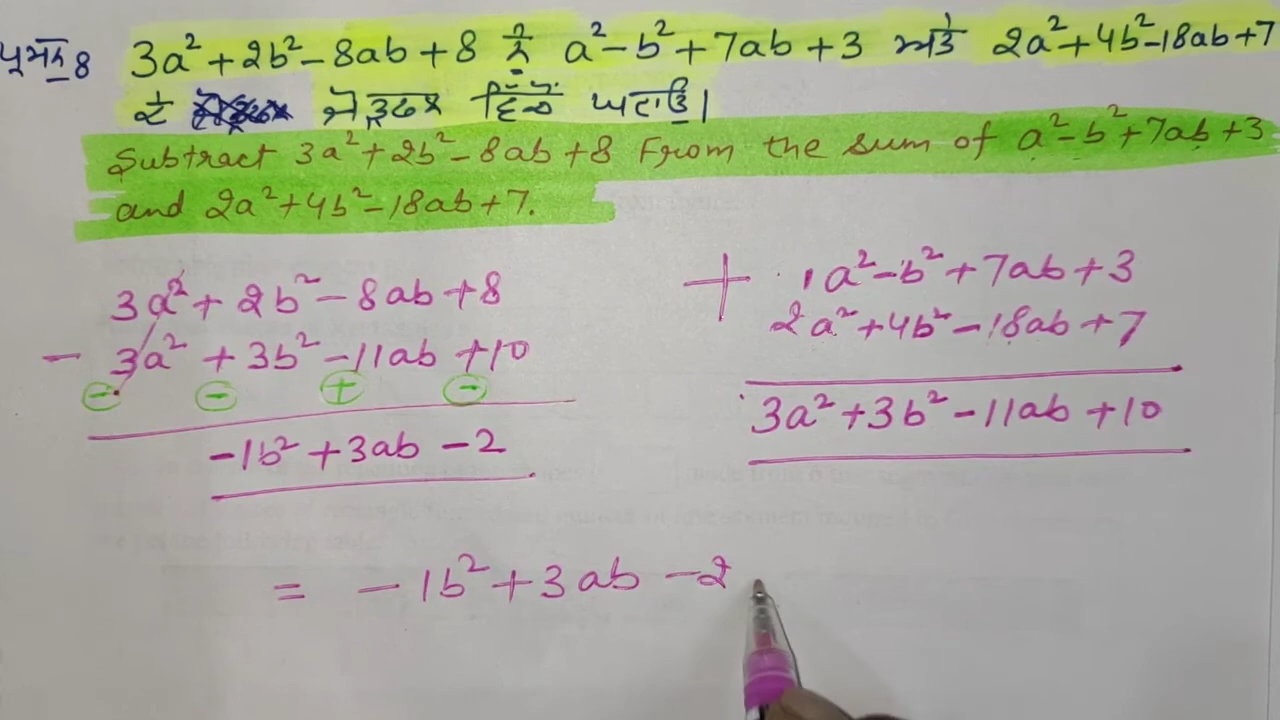 ਪ੍ਰਸ਼ਨ 8 3a² + 2b² - 8ab + 8 ਨੂੰ a² - b² + 7ab + 3 ਅਤੇ 2a² + 4b² - 18ab + 7
ਦੇ ਜੋੜਫਲ ਵਿੱਚੋਂ ਘਟਾਓ।
Subtract 3a² + 2b² - 8ab + 8 From the sum of a² - b² + 7ab + 3
and 2a² + 4b² - 18ab + 7.
3a² + 2b² - 8ab + 8
- 3a² + 3b² - 11ab + 10
- - + -
-1b² + 3ab - 2
+ 1a² - b² + 7ab + 3
2a² + 4b² - 18ab + 7
3a² + 3b² - 11ab + 10
= - 1b² + 3ab - 2